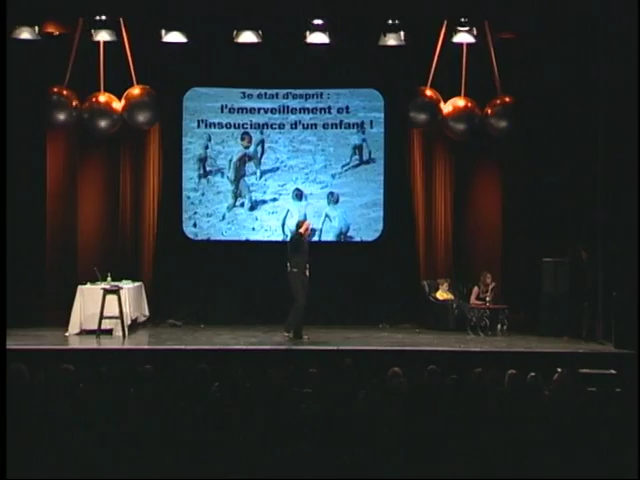 3e état d'esprit :
l'émerveillement et
l'insouciance d'un enfant !